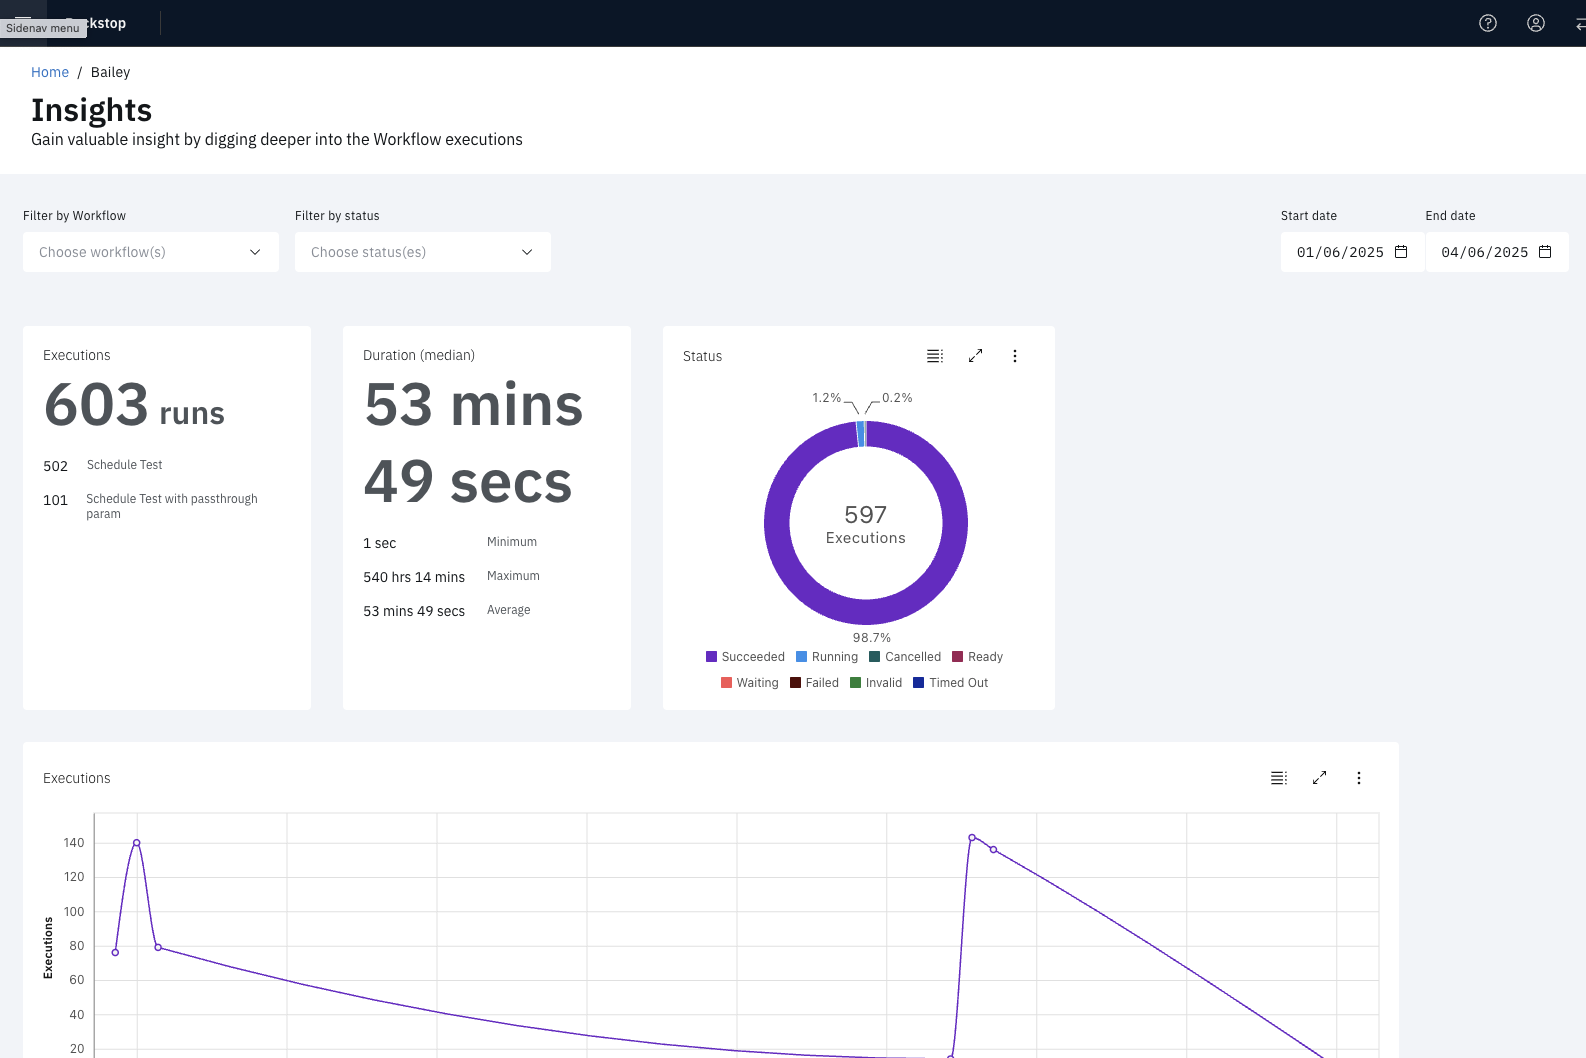 Sidenav menu
ckstop
Home / Bailey
Insights
Gain valuable insight by digging deeper into the Workflow executions
Filter by Workflow
Filter by status
Start date
End date
Choose workflow(s)
Choose status(es)
01/06/2025
04/06/2025
Executions
603 runs
502 Schedule Test
101 Schedule Test with passthrough
param
Duration (median)
53 mins
49 secs
1 sec Minimum
540 hrs 14 mins Maximum
53 mins 49 secs Average
Status
1.2% 0.2%
597
Executions
98.7%
Succeeded Running Cancelled Ready
Waiting Failed Invalid Timed Out
Executions
Executions
140
120
100
80
60
40
20